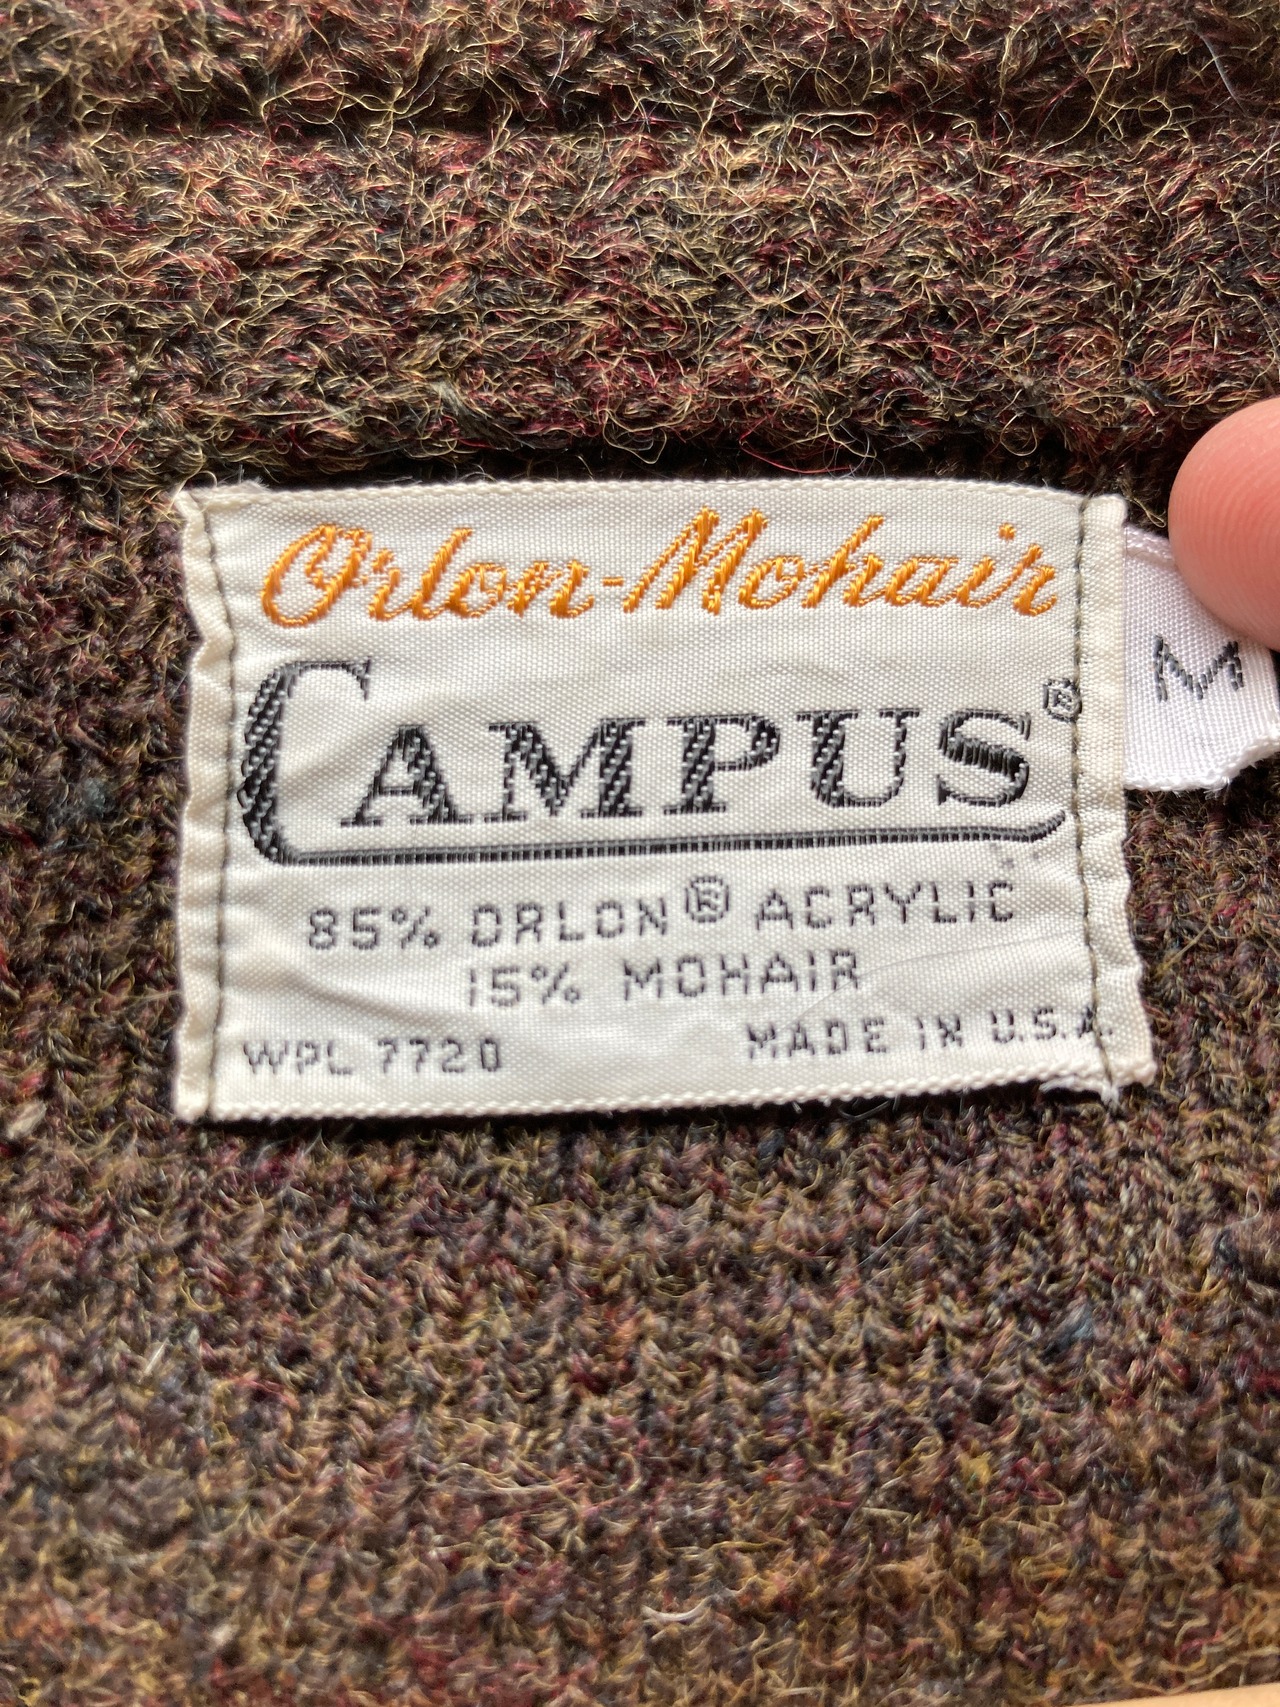 Orlon-Mohair
CAMPUS®
M
85% ORLON® ACRYLIC
15% MOHAIR
WPL 7720 MADE IN U.S.A.